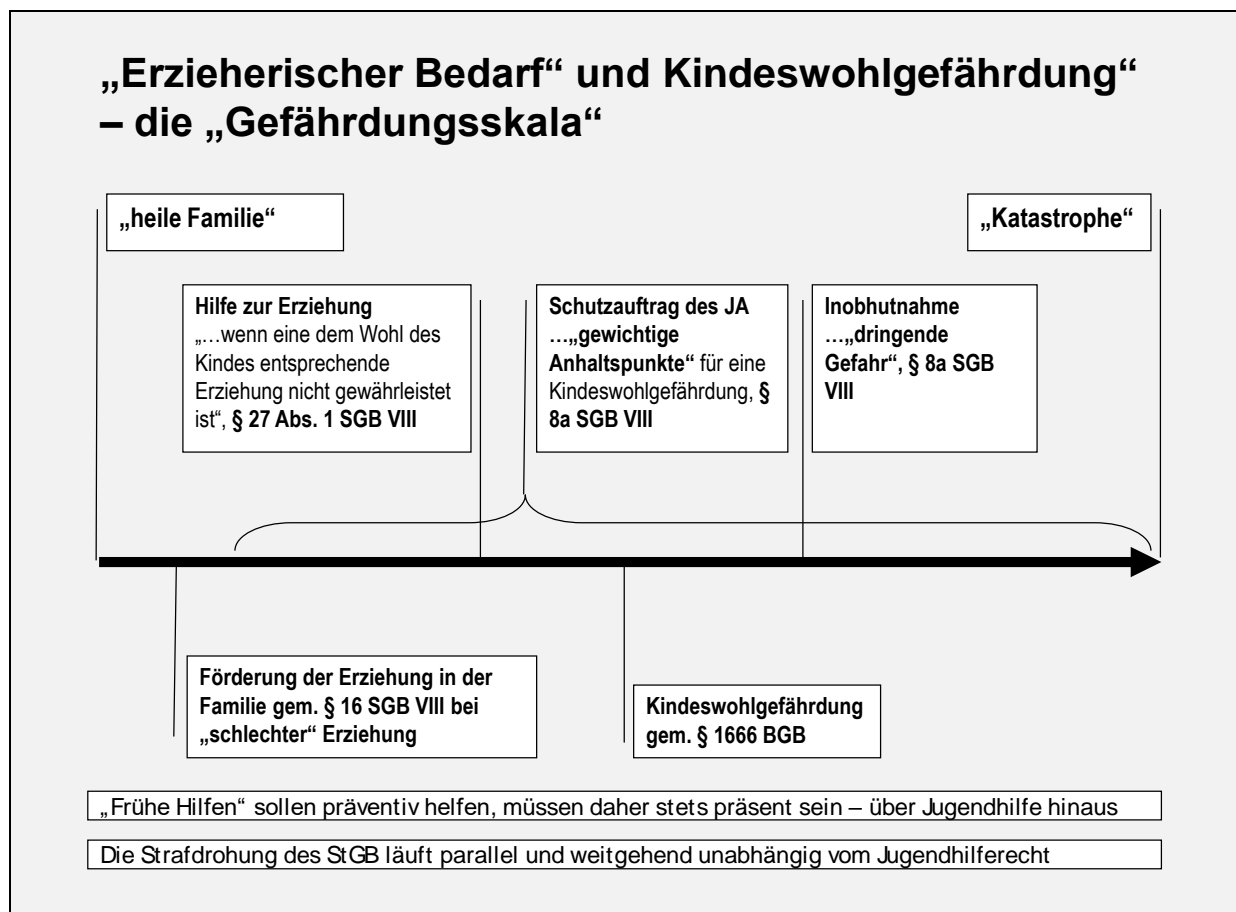 „Erzieherischer Bedarf“ und Kindeswohlgefährdung“
– die „Gefährdungsskala“
„heile Familie“
„Katastrophe“
Hilfe zur Erziehung
„…wenn eine dem Wohl des
Kindes entsprechende
Erziehung nicht gewährleistet
ist“, § 27 Abs. 1 SGB VIII
Schutzauftrag des JA
…„gewichtige
Anhaltspunkte“ für eine
Kindeswohlgefährdung, §
8a SGB VIII
Inobhutnahme
…„dringende
Gefahr“, § 8a SGB
VIII
Förderung der Erziehung in der
Familie gem. § 16 SGB VIII bei
„schlechter“ Erziehung
Kindeswohlgefährdung
gem. § 1666 BGB
„Frühe Hilfen“ sollen präventiv helfen, müssen daher stets präsent sein – über Jugendhilfe hinaus
Die Strafdrohung des StGB läuft parallel und weitgehend unabhängig vom Jugendhilferecht